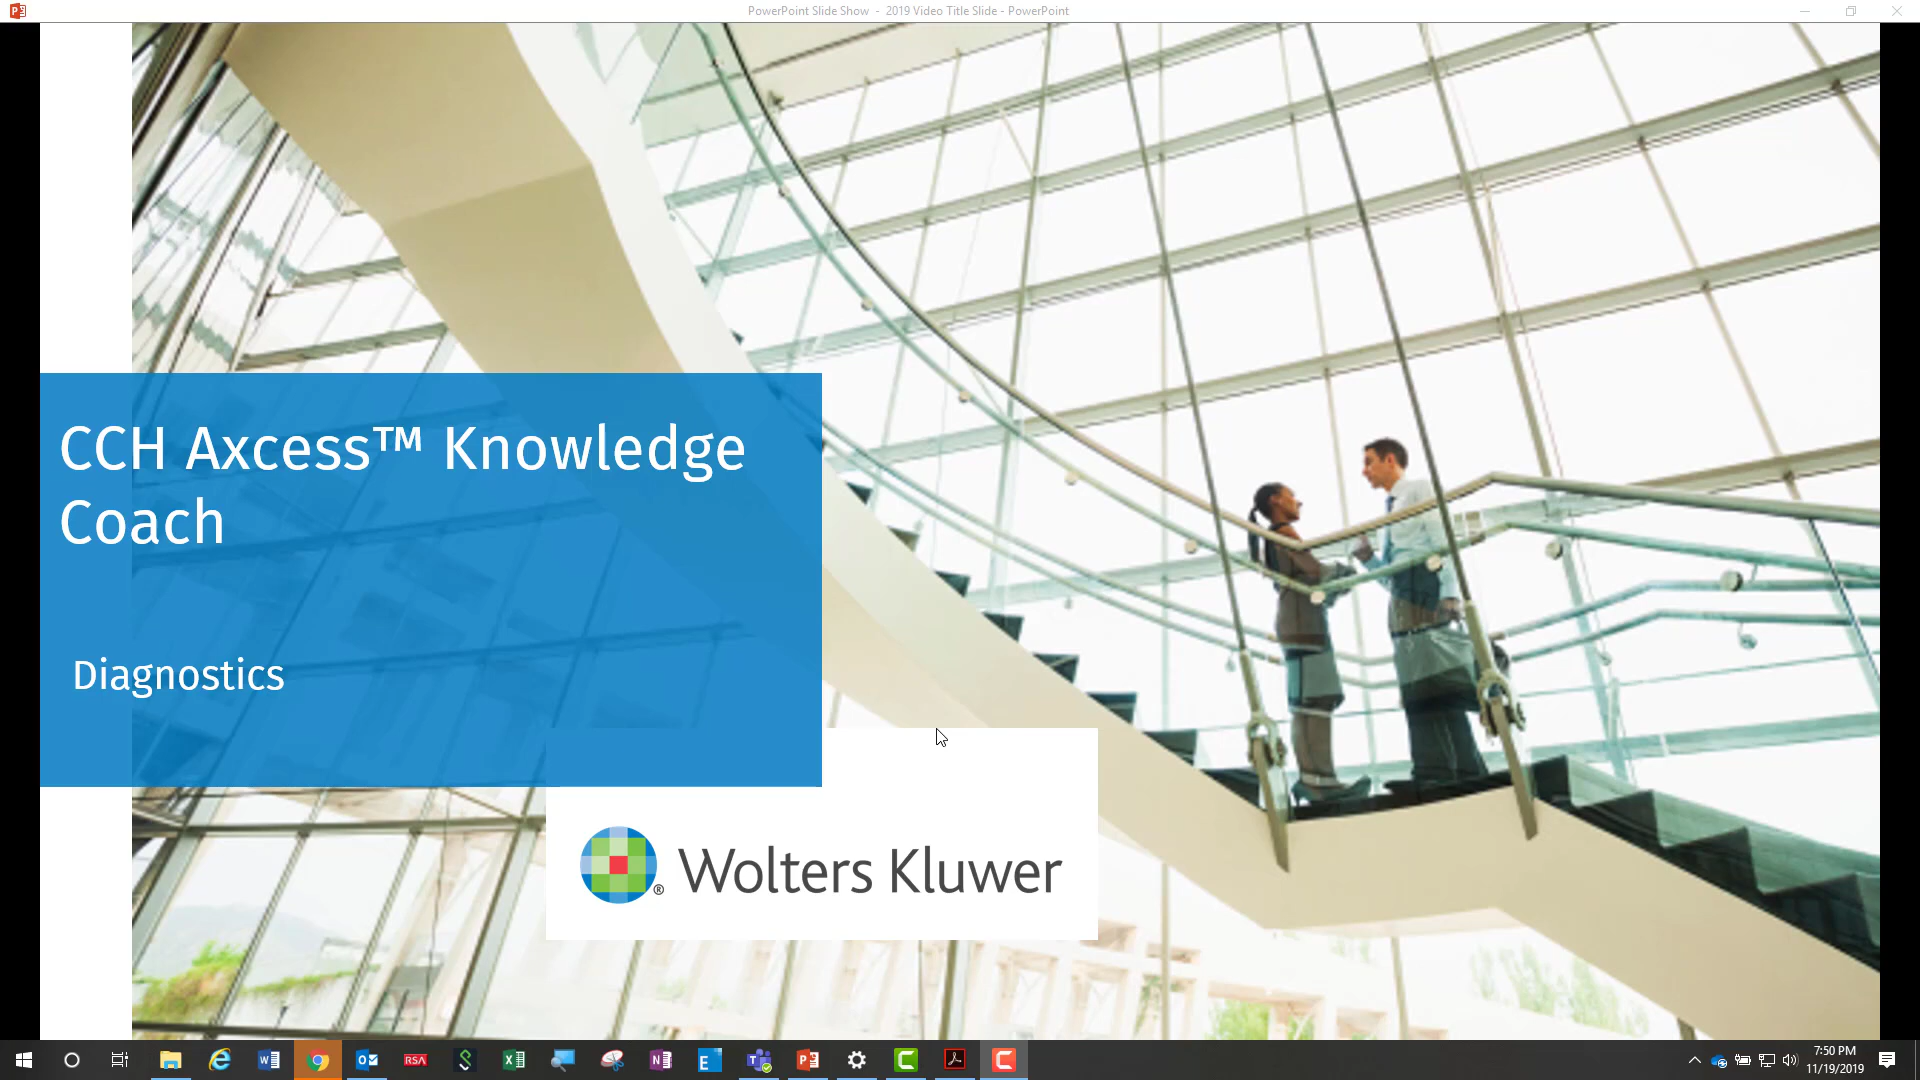 PowerPoint Slide Show - 2019 Video Title Slide - PowerPoint
CCH Axcess™ Knowledge
Coach
Diagnostics
® Wolters Kluwer
RSA
7:50 PM
11/19/2019